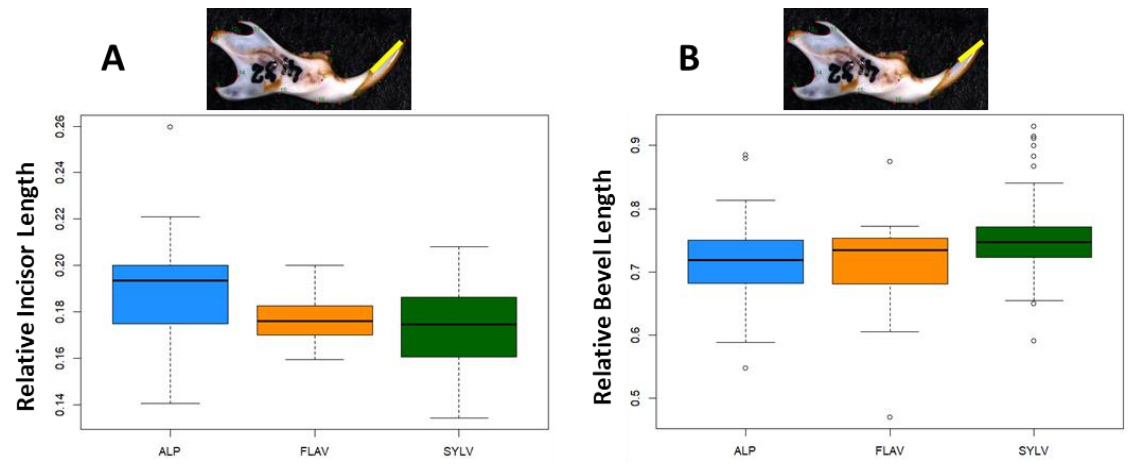 A
Relative Incisor Length
0.26
0.24
0.22
0.20
0.18
0.16
0.14
ALP
FLAV
SYLV
B
Relative Bevel Length
0.9
0.8
0.7
0.6
0.5
ALP
FLAV
SYLV